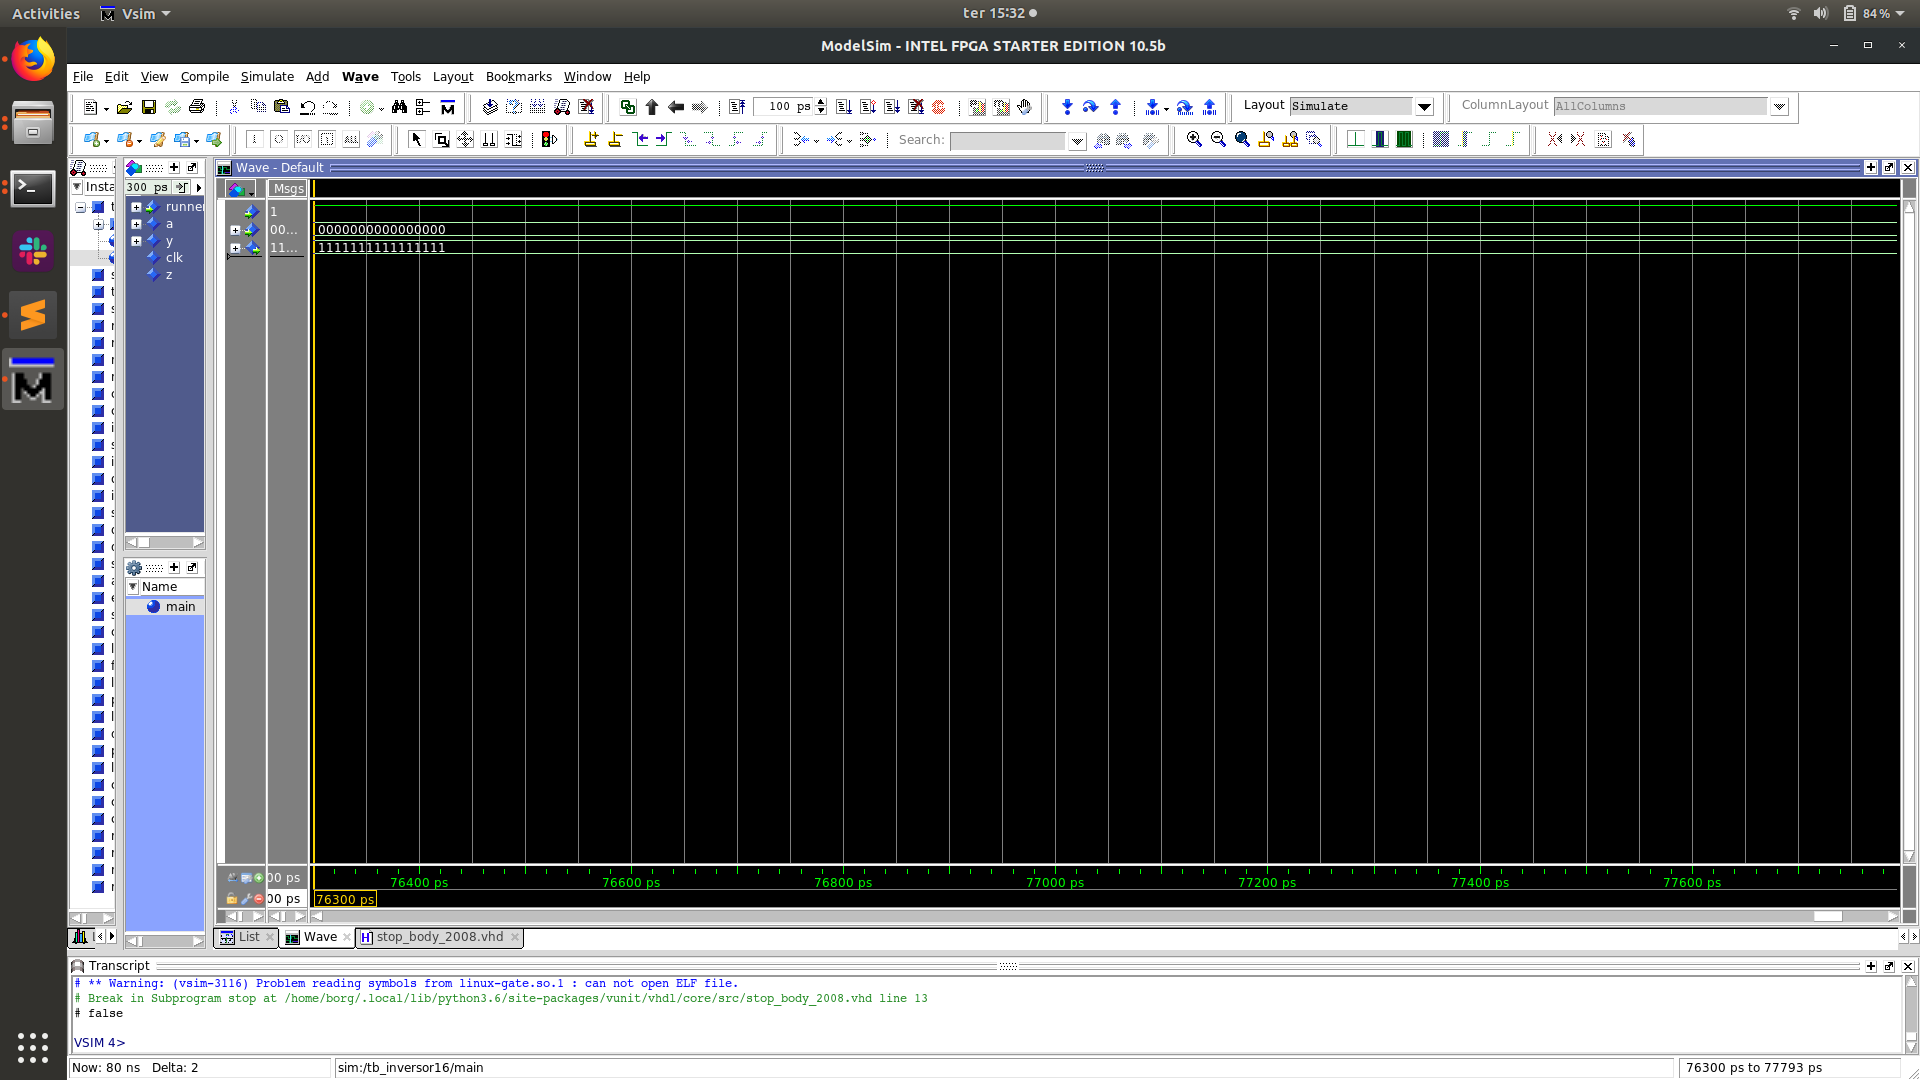 Activities Vsim ter 15:32 84 %
ModelSim - INTEL FPGA STARTER EDITION 10.5b
File Edit View Compile Simulate Add Wave Tools Layout Bookmarks Window Help
100 ps Layout Simulate ColumnLayout AllColumns
Search:
Wave - Default
Insta 300 ps Msgs
runner
a
y
clk
z
1
00... 0000000000000000
11... 1111111111111111
Name
main
00 ps 76400 ps 76600 ps 76800 ps 77000 ps 77200 ps 77400 ps 77600 ps
00 ps 76300 ps
List Wave stop_body_2008.vhd
Transcript
# ** Warning: (vsim-3116) Problem reading symbols from linux-gate.so.1 : can not open ELF file.
# Break in Subprogram stop at /home/borg/.local/lib/python3.6/site-packages/vunit/vhdl/core/src/stop_body_2008.vhd line 13
# false
VSIM 4>
Now: 80 ns Delta: 2 sim:/tb_inversor16/main 76300 ps to 77793 ps